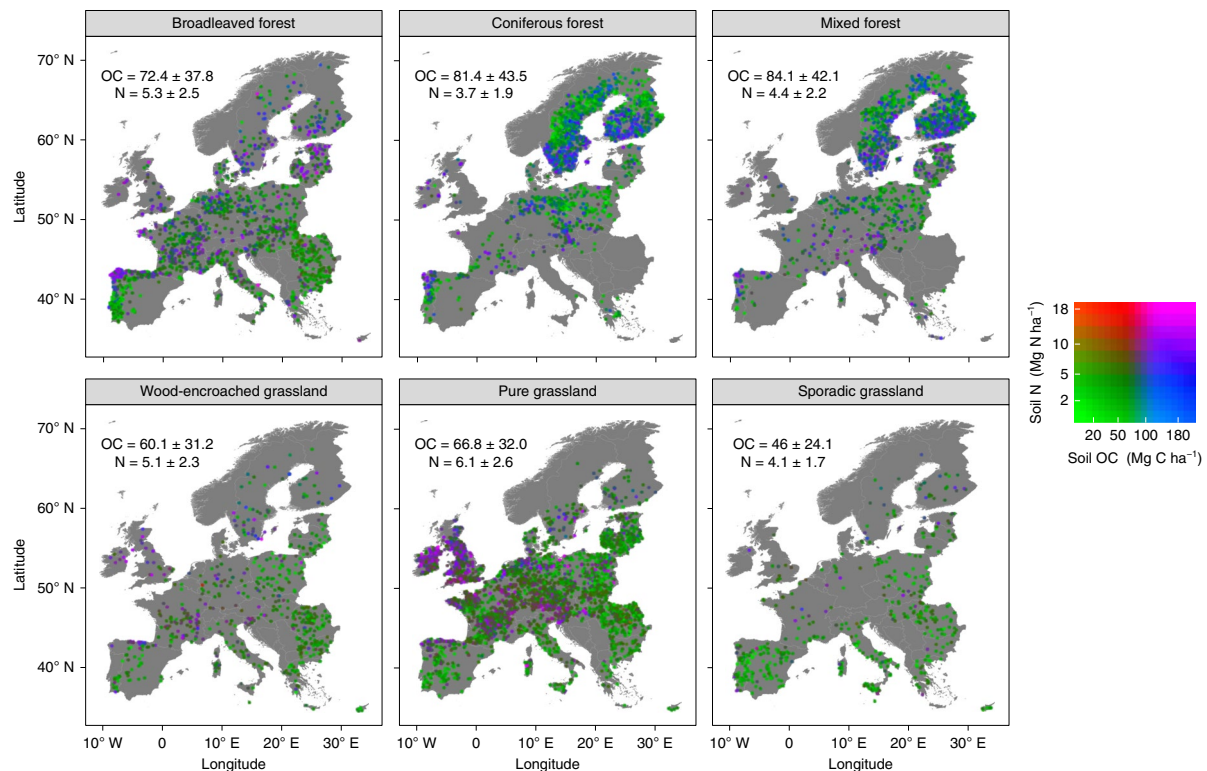 Broadleaved forest
Coniferous forest
Mixed forest
70° N
60° N
50° N
40° N
Latitude
OC = 72.4 ± 37.8
N = 5.3 ± 2.5
OC = 81.4 ± 43.5
N = 3.7 ± 1.9
OC = 84.1 ± 42.1
N = 4.4 ± 2.2
Wood-encroached grassland
Pure grassland
Sporadic grassland
70° N
60° N
50° N
40° N
Latitude
OC = 60.1 ± 31.2
N = 5.1 ± 2.3
OC = 66.8 ± 32.0
N = 6.1 ± 2.6
OC = 46 ± 24.1
N = 4.1 ± 1.7
10° W 0 10° E 20° E 30° E
10° W 0 10° E 20° E 30° E
10° W 0 10° E 20° E 30° E
Longitude
Longitude
Longitude
Soil N (Mg N ha⁻¹)
18
10
5
2
20 50 100 180
Soil OC (Mg C ha⁻¹)